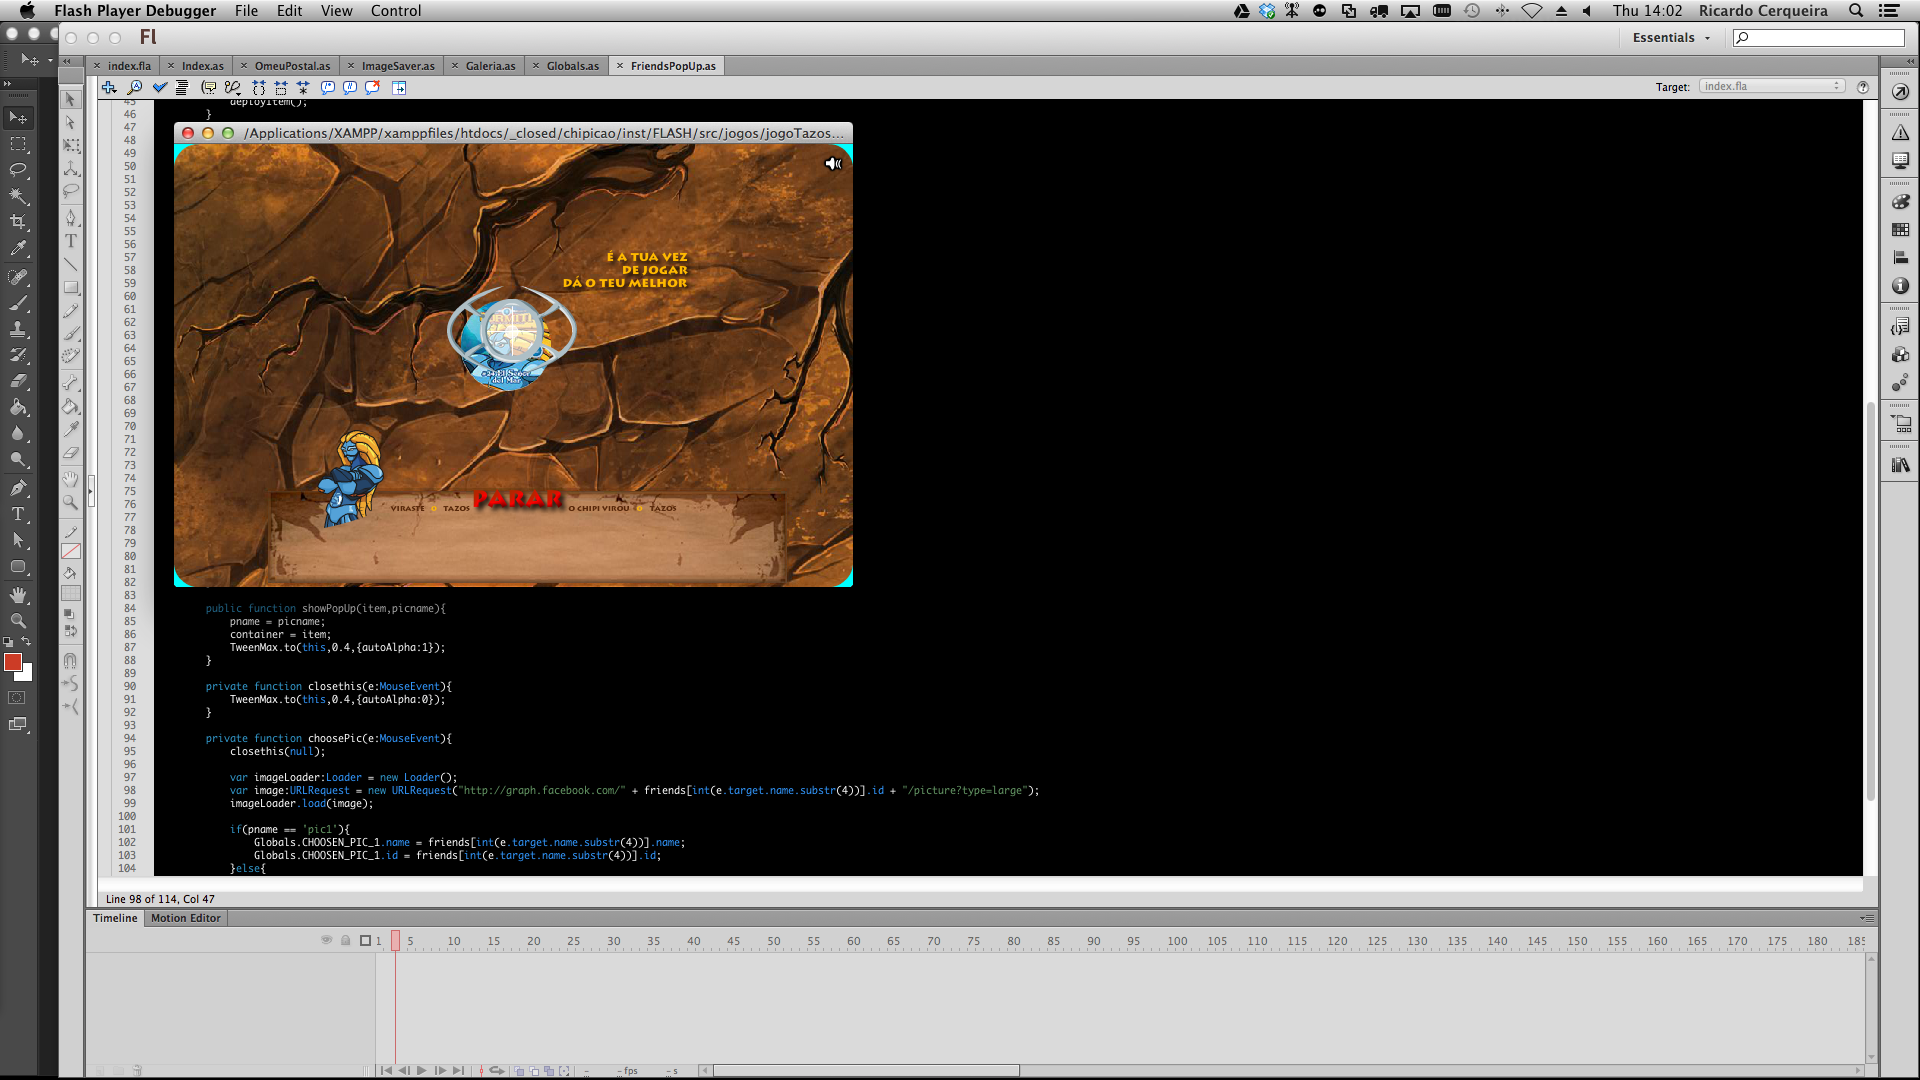 Flash Player Debugger File Edit View Control
Thu 14:02 Ricardo Cerqueira
Fl
Essentials
index.fla Index.as OmeuPostal.as ImageSaver.as Galeria.as Globals.as FriendsPopUp.as
Target: index.fla
45 deployItem();
46 }
47
/Applications/XAMPP/xamppfiles/htdocs/_closed/chipicao/inst/FLASH/src/jogos/jogoTazos...
48
49
50
51
52
53
54
55
56
57
58
59
60
61
62
63
64
65
66
67
68
69
70
71
72
73
74
75
76
77
78
79
80
81
82
83
É A TUA VEZ
DE JOGAR
DÁ O TEU MELHOR
del Mar
PARAR
VIRASTE 0 TAZOS
O CHIPI VIROU 0 TAZOS
84 public function showPopUp(item,picname){
85 pname = picname;
86 container = item;
87 TweenMax.to(this,0.4,{autoAlpha:1});
88 }
89
90 private function closethis(e:MouseEvent){
91 TweenMax.to(this,0.4,{autoAlpha:0});
92 }
93
94 private function choosePic(e:MouseEvent){
95 closethis(null);
96
97 var imageLoader:Loader = new Loader();
98 var image:URLRequest = new URLRequest("http://graph.facebook.com/" + friends[int(e.target.name.substr(4))].id + "/picture?type=large");
99 imageLoader.load(image);
100
101 if(pname == 'pic1'){
102 Globals.CHOOSEN_PIC_1.name = friends[int(e.target.name.substr(4))].name;
103 Globals.CHOOSEN_PIC_1.id = friends[int(e.target.name.substr(4))].id;
104 }else{
Line 98 of 114, Col 47
Timeline Motion Editor
1 5 10 15 20 25 30 35 40 45 50 55 60 65 70 75 80 85 90 95 100 105 110 115 120 125 130 135 140 145 150 155 160 165 170 175 180 185
- - fps - s